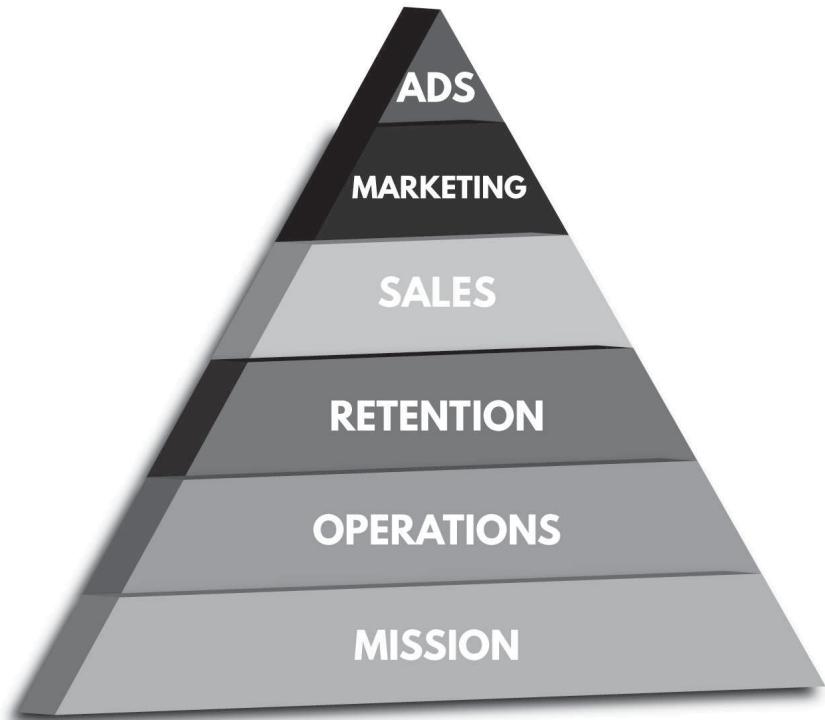 ADS
MARKETING
SALES
RETENTION
OPERATIONS
MISSION